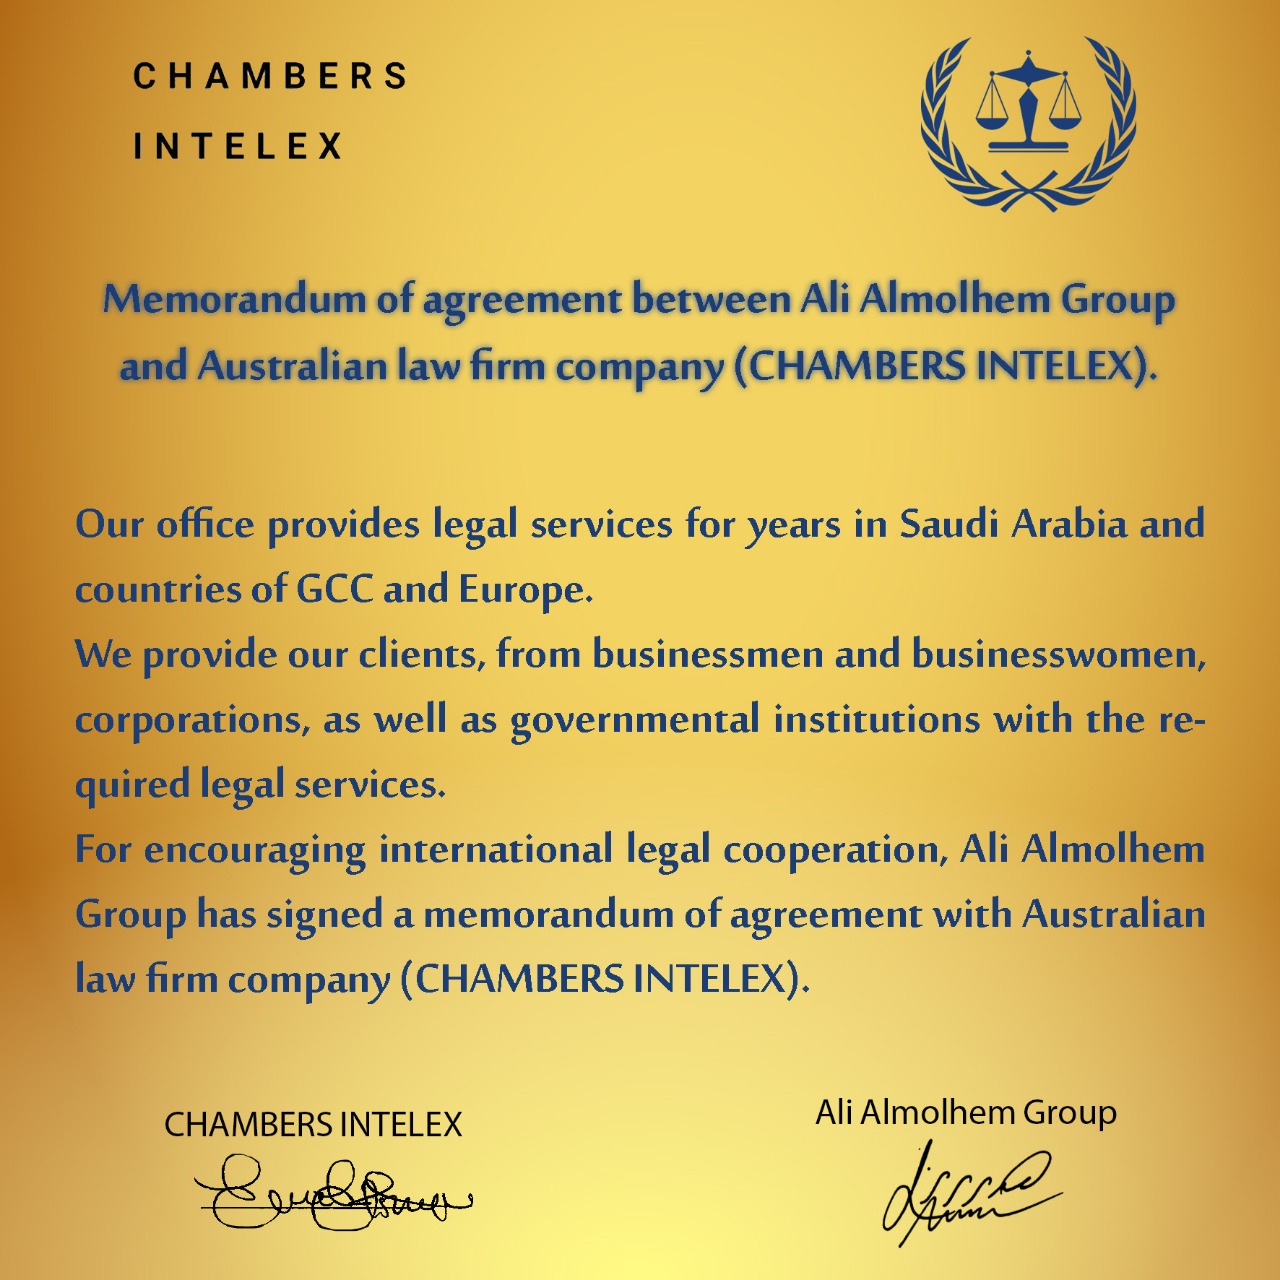 CHAMBERS
INTELEX
Memorandum of agreement between Ali Almolhem Group
and Australian law firm company (CHAMBERS INTELEX).
Our office provides legal services for years in Saudi Arabia and
countries of GCC and Europe.
We provide our clients, from businessmen and businesswomen,
corporations, as well as governmental institutions with the re-
quired legal services.
For encouraging international legal cooperation, Ali Almolhem
Group has signed a memorandum of agreement with Australian
law firm company (CHAMBERS INTELEX).
CHAMBERS INTELEX
Ali Almolhem Group